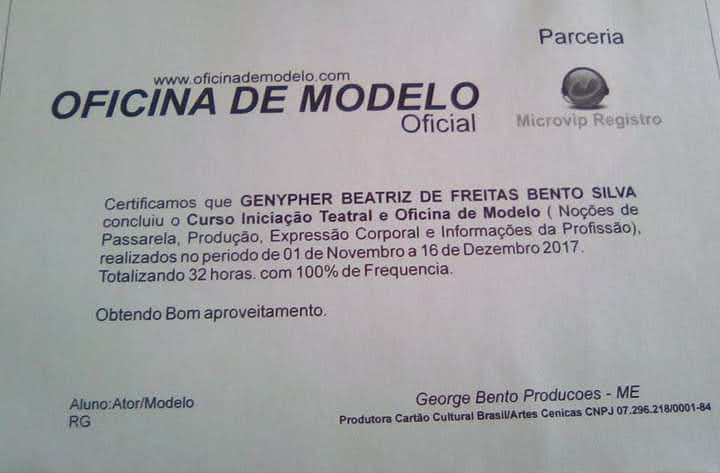 Parceria
www.oficinademodelo.com
OFICINA DE MODELO
Oficial
Microvip Registro
Certificamos que GENYPHER BEATRIZ DE FREITAS BENTO SILVA
concluiu o Curso Iniciação Teatral e Oficina de Modelo ( Noções de
Passarela, Produção, Expressão Corporal e Informações da Profissão),
realizados no periodo de 01 de Novembro a 16 de Dezembro 2017.
Totalizando 32 horas. com 100% de Frequencia.
Obtendo Bom aproveitamento.
Aluno:Ator/Modelo
RG
George Bento Producoes - ME
Produtora Cartão Cultural Brasil/Artes Cenicas CNPJ 07.296.218/0001-84